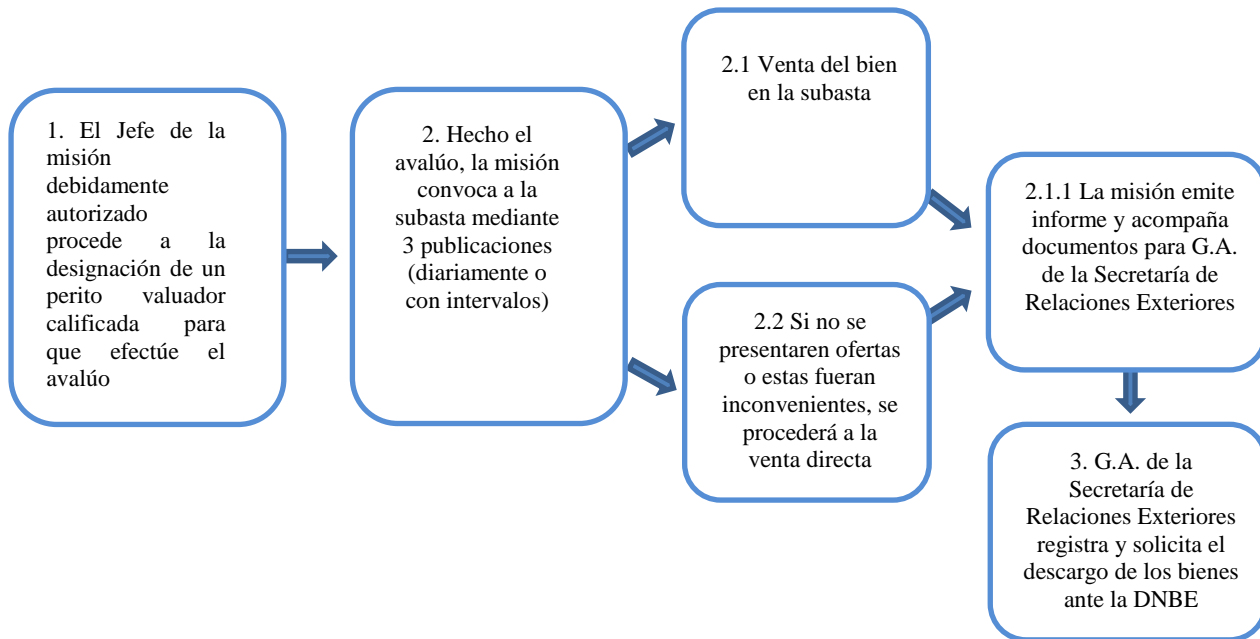 1. El Jefe de la
misión
debidamente
autorizado
procede a la
designación de un
perito valuador
calificada para
que efectúe el
avalúo
2. Hecho el
avalúo, la misión
convoca a la
subasta mediante
3 publicaciones
(diariamente o
con intervalos)
2.1 Venta del bien
en la subasta
2.2 Si no se
presentaren ofertas
o estas fueran
inconvenientes, se
procederá a la
venta directa
2.1.1 La misión emite
informe y acompaña
documentos para G.A.
de la Secretaría de
Relaciones Exteriores
3. G.A. de la
Secretaría de
Relaciones Exteriores
registra y solicita el
descargo de los bienes
ante la DNBE